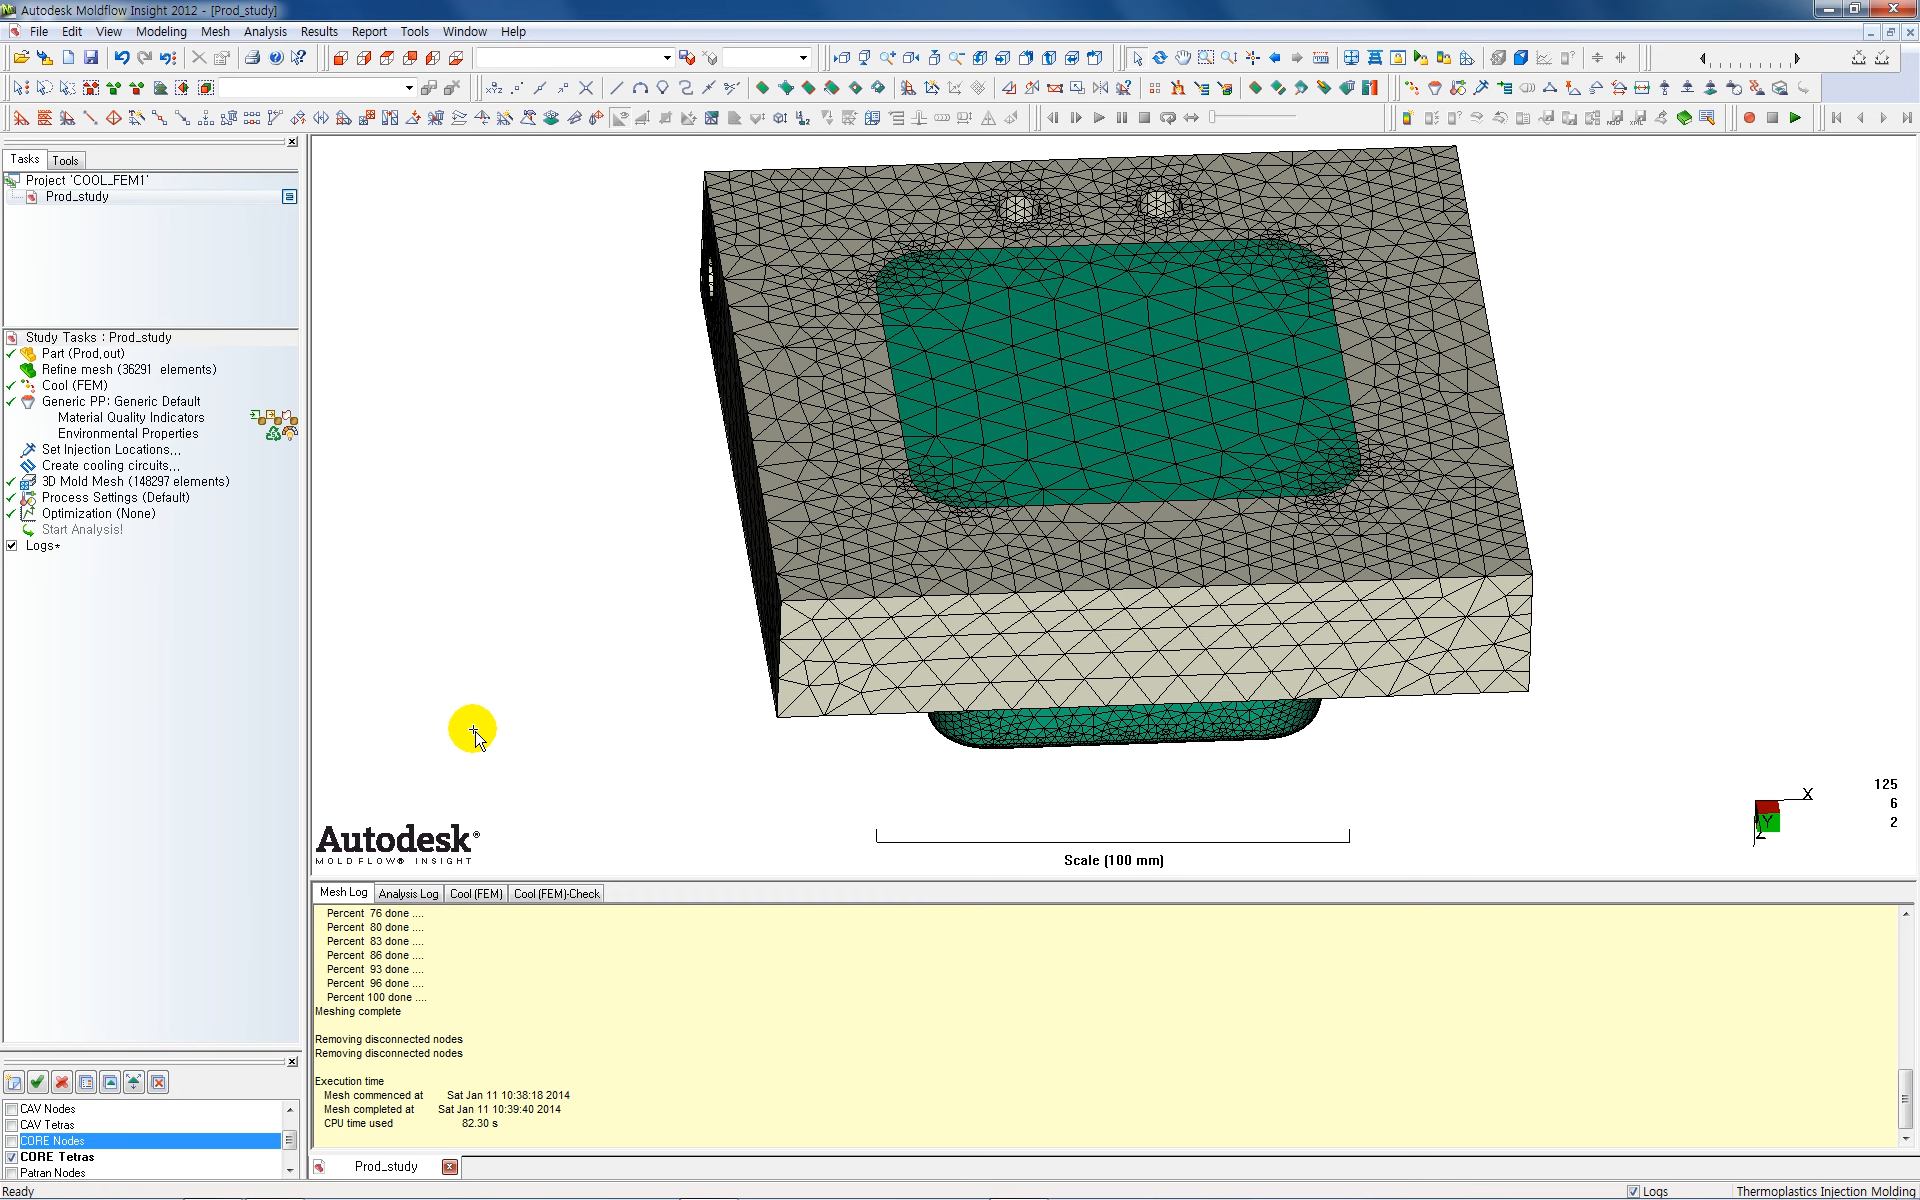 Autodesk Moldflow Insight 2012 - [Prod_study]
File Edit View Modeling Mesh Analysis Results Report Tools Window Help
Tasks Tools
Project 'COOL_FEM1'
Prod_study
Study Tasks : Prod_study
Part (Prod.out)
Refine mesh (36291 elements)
Cool (FEM)
Generic PP: Generic Default
Material Quality Indicators
Environmental Properties
Set Injection Locations...
Create cooling circuits...
3D Mold Mesh (148297 elements)
Process Settings (Default)
Optimization (None)
Start Analysis!
Logs*
X
Y
Z
125
6
2
Autodesk®
MOLDFLOW® INSIGHT
Scale (100 mm)
Mesh Log Analysis Log Cool (FEM) Cool (FEM)-Check
Percent 76 done ....
Percent 80 done ....
Percent 83 done ....
Percent 86 done ....
Percent 93 done ....
Percent 96 done ....
Percent 100 done ....
Meshing complete
Removing disconnected nodes
Removing disconnected nodes
Execution time
Mesh commenced at Sat Jan 11 10:38:18 2014
Mesh completed at Sat Jan 11 10:39:40 2014
CPU time used 82.30 s
CAV Nodes
CAV Tetras
CORE Nodes
CORE Tetras
Patran Nodes
Prod_study
Ready
Logs Thermoplastics Injection Molding